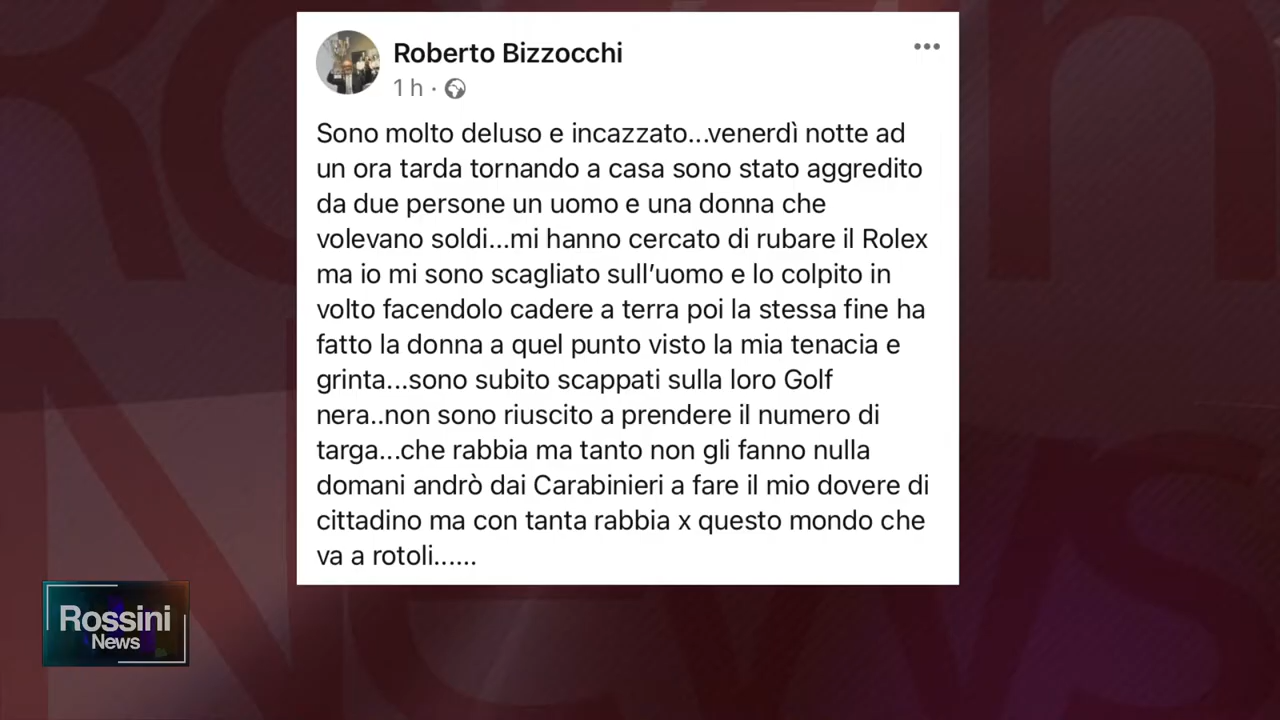 Roberto Bizzocchi
1 h ·
Sono molto deluso e incazzato...venerdì notte ad
un ora tarda tornando a casa sono stato aggredito
da due persone un uomo e una donna che
volevano soldi...mi hanno cercato di rubare il Rolex
ma io mi sono scagliato sull’uomo e lo colpito in
volto facendolo cadere a terra poi la stessa fine ha
fatto la donna a quel punto visto la mia tenacia e
grinta...sono subito scappati sulla loro Golf
nera..non sono riuscito a prendere il numero di
targa...che rabbia ma tanto non gli fanno nulla
domani andrò dai Carabinieri a fare il mio dovere di
cittadino ma con tanta rabbia x questo mondo che
va a rotoli......
Rossini
News